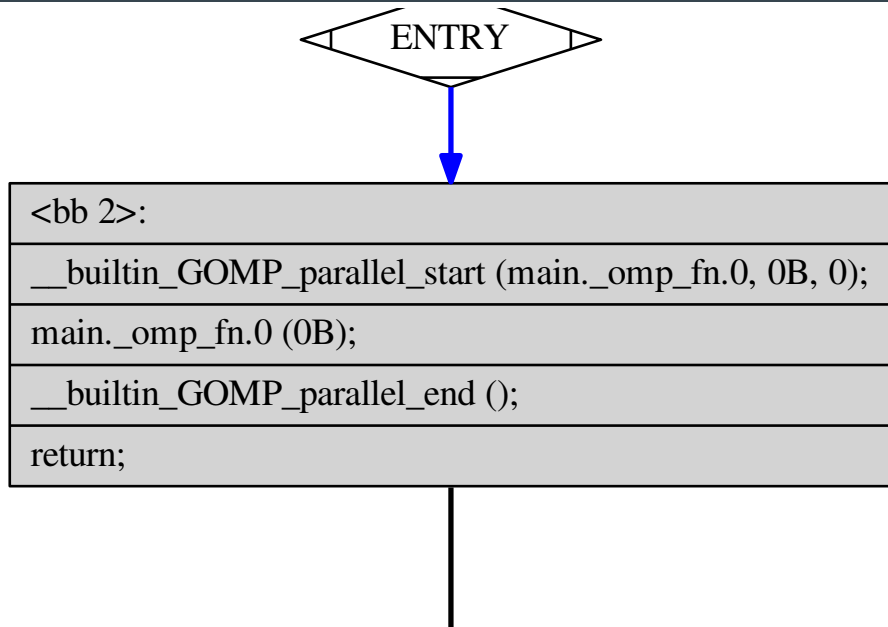 ENTRY
<bb 2>:
__builtin_GOMP_parallel_start (main._omp_fn.0, 0B, 0);
main._omp_fn.0 (0B);
__builtin_GOMP_parallel_end ();
return;